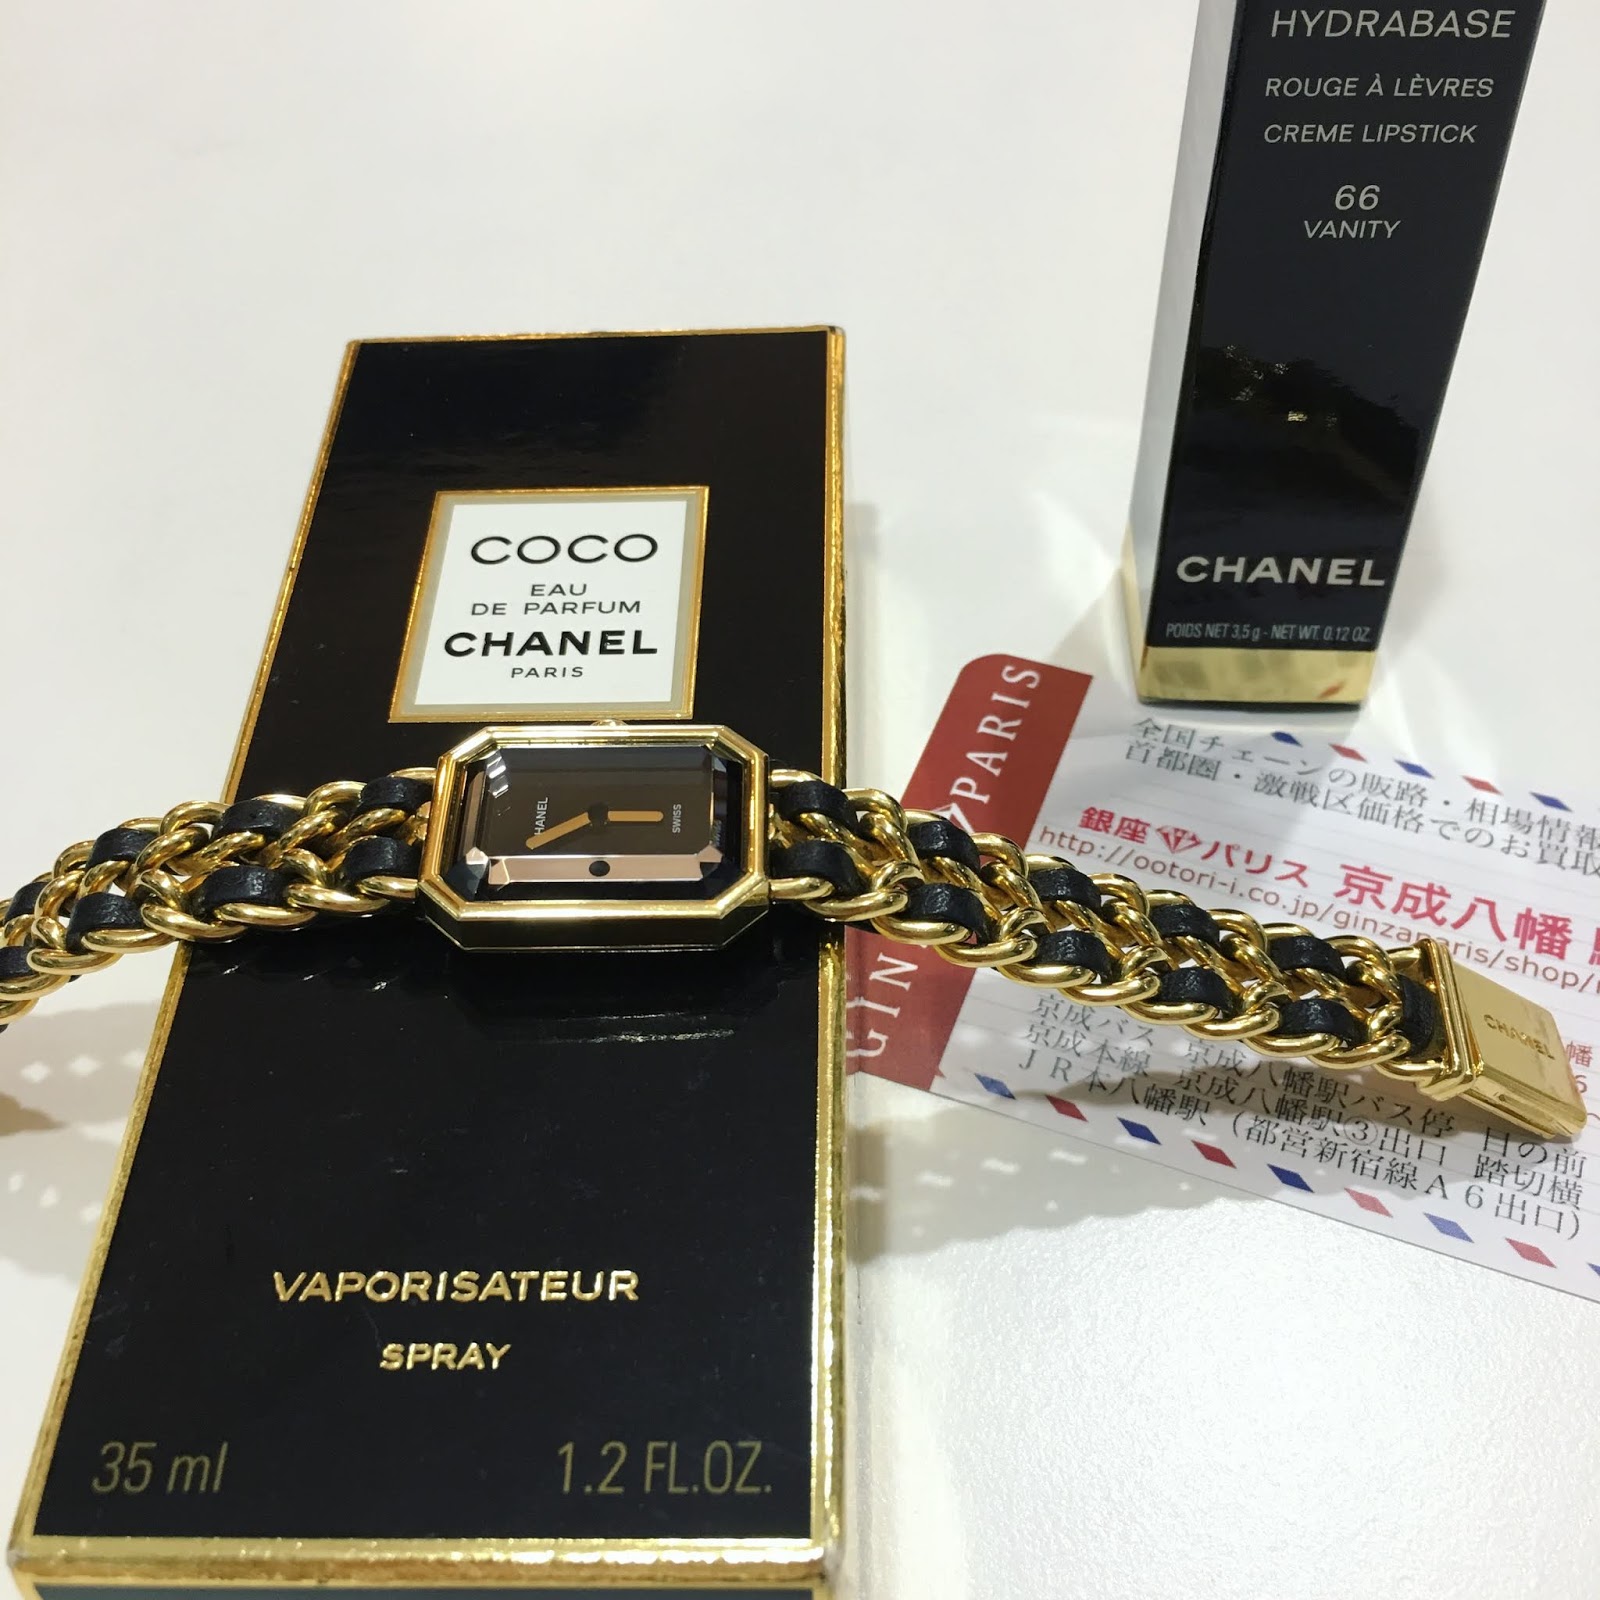 HYDRABASE
ROUGE À LÈVRES
CREME LIPSTICK
66
VANITY
CHANEL
POIDS NET 3,5 g - NET WT. 0.12 OZ.
COCO
EAU
DE PARFUM
CHANEL
PARIS
HANEL
SWISS
CHANEL
VAPORISATEUR
SPRAY
35 ml 1.2 FL.OZ.
GIN PARIS
全国チェーンの販路・相場情報
首都圏・激戦区価格でのお買取
銀座パリス 京成八幡
http://ootori-i.co.jp/ginzaparis/shop/
幡
6
京成バス 京成八幡駅バス停 目の前
京成本線 京成八幡駅③出口 踏切横
JR本八幡駅(都営新宿線A6出口)